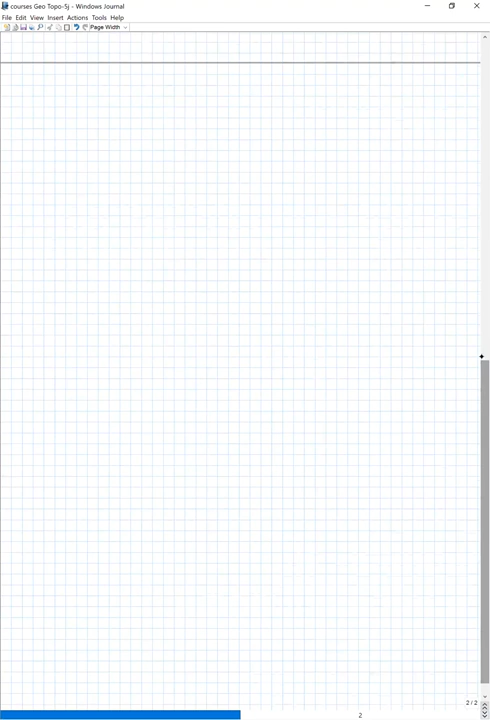 courses Geo Topo-5j - Windows Journal
File Edit View Insert Actions Tools Help
Page Width
2 / 2
2